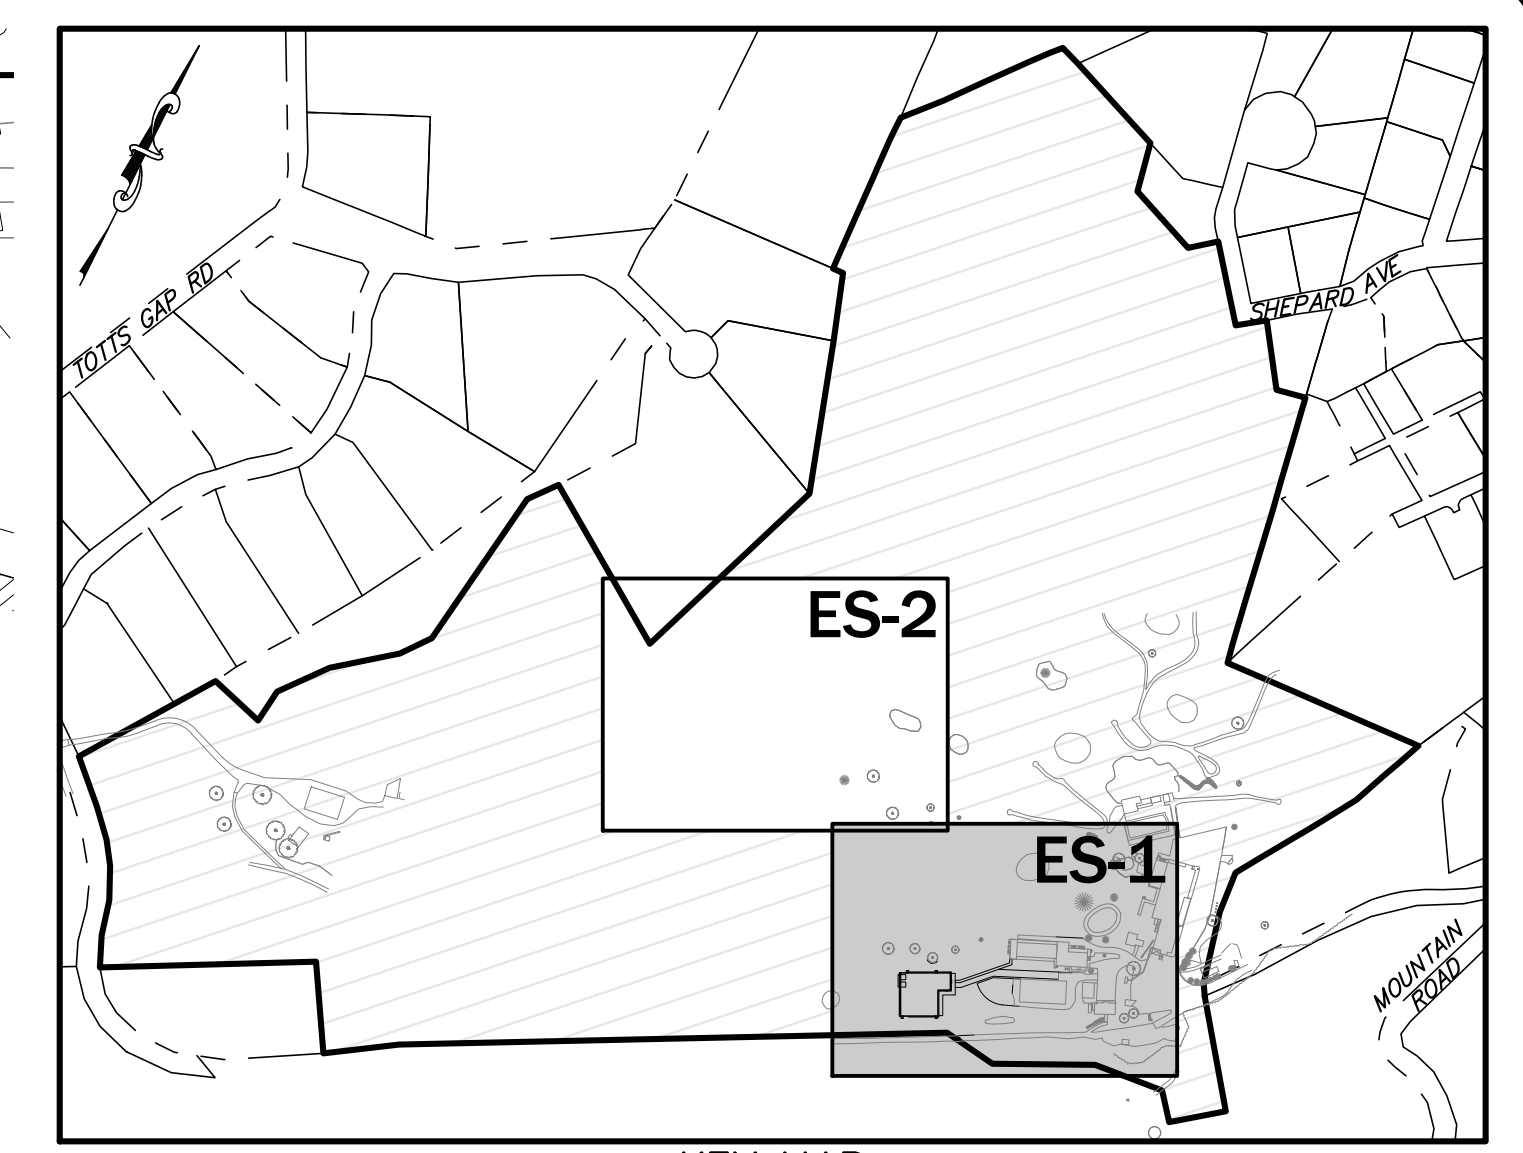 TOTTS GAP RD
SHEPARD AVE
ES-2
ES-1
MOUNTAIN
ROAD